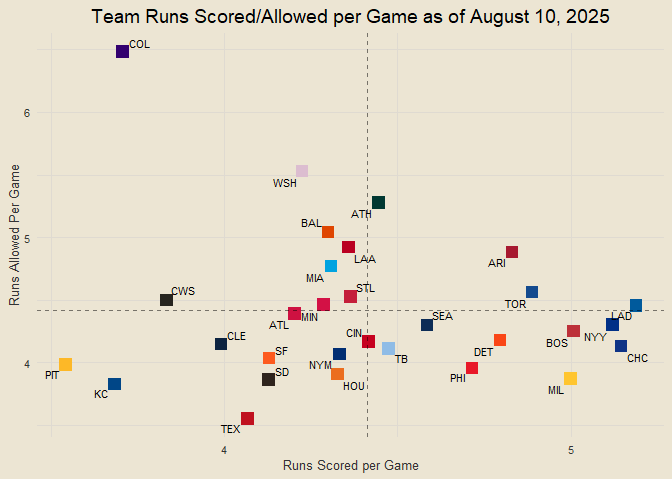 Team Runs Scored/Allowed per Game as of August 10, 2025
COL
6
WSH
ATH
BAL
5
LAA
ARI
MIA
STL
CWS
TOR
LAD
ATL
MIN
SEA
CIN
NYY
BOS
CLE
SF
NYM
TB
DET
CHC
4
PIT
SD
HOU
PHI
MIL
KC
TEX
4
5
Runs Scored per Game
Runs Allowed Per Game